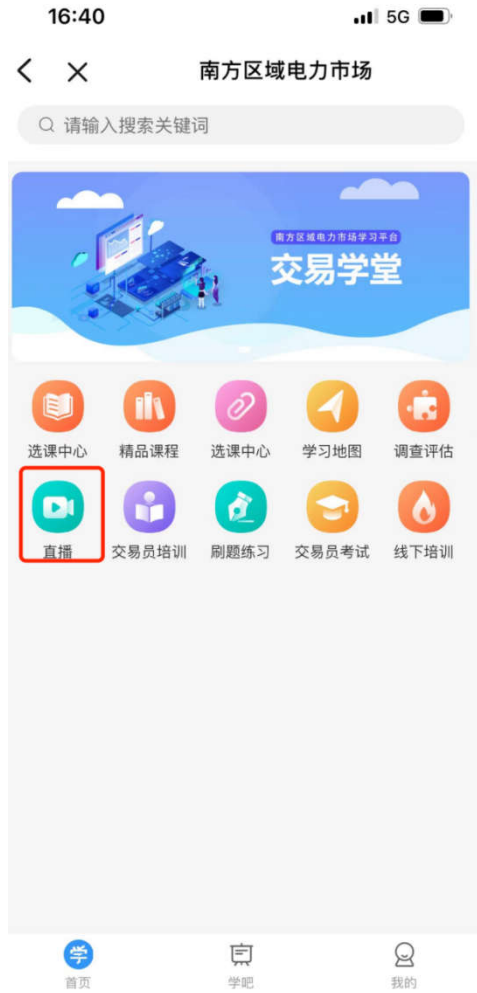 16:40 5G
南方区域电力市场
请输入搜索关键词
南方区域电力市场学习平台
交易学堂
选课中心 精品课程 选课中心 学习地图 调查评估
直播 交易员培训 刷题练习 交易员考试 线下培训
学
首页 学吧 我的